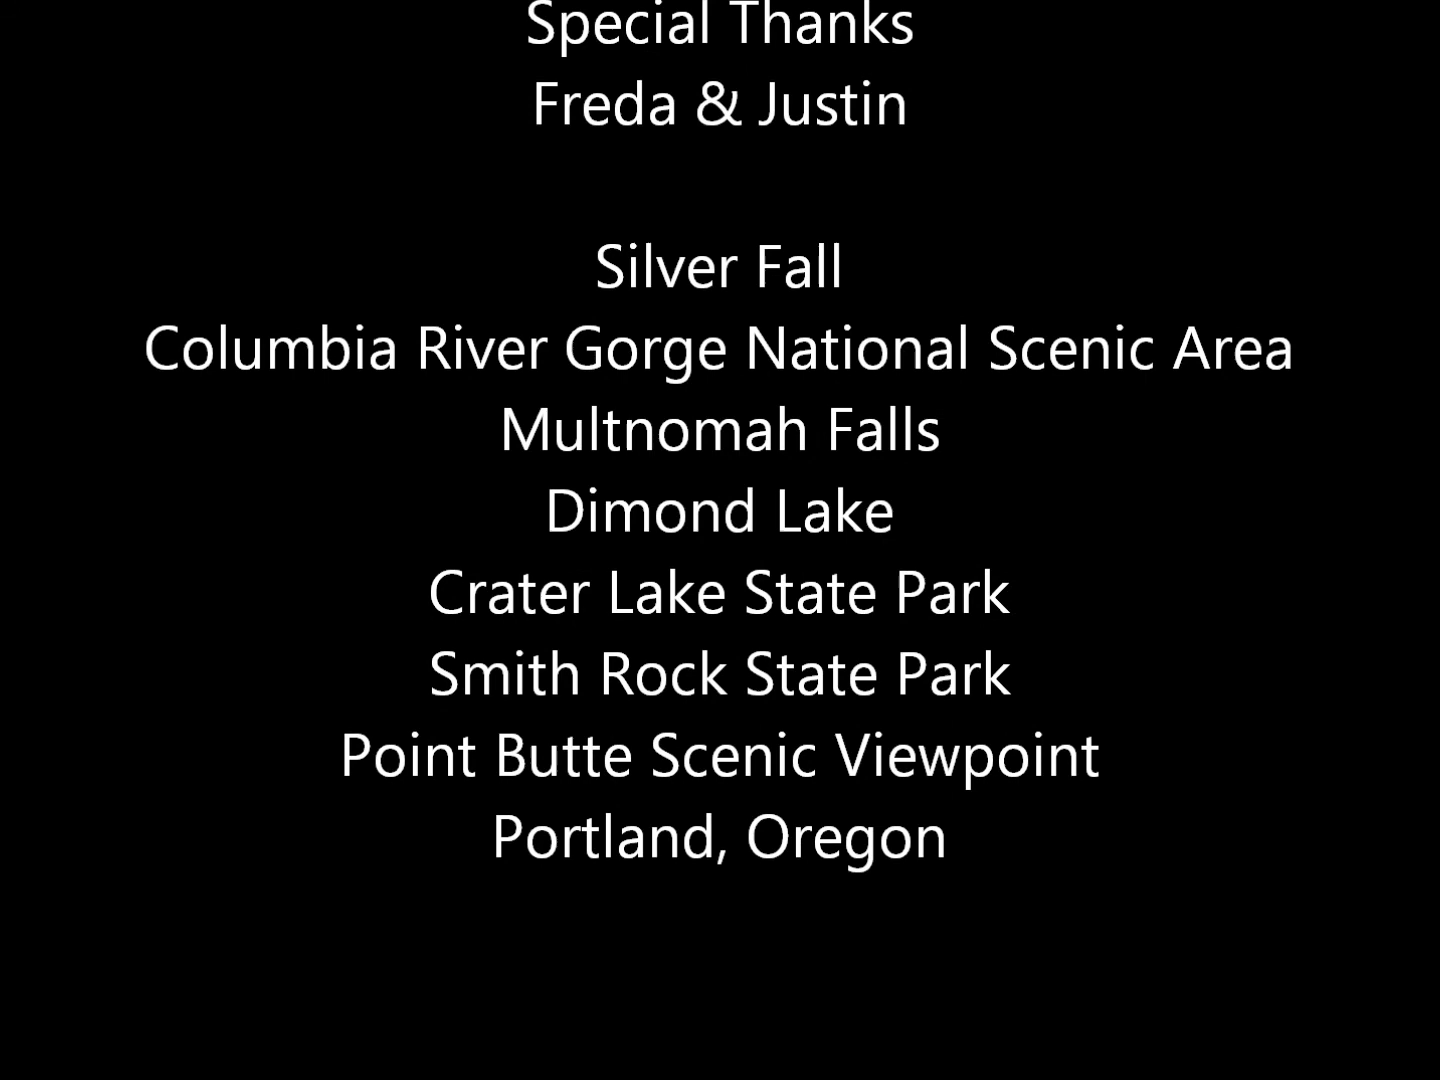 Special Thanks
Freda & Justin
Silver Fall
Columbia River Gorge National Scenic Area
Multnomah Falls
Dimond Lake
Crater Lake State Park
Smith Rock State Park
Point Butte Scenic Viewpoint
Portland, Oregon